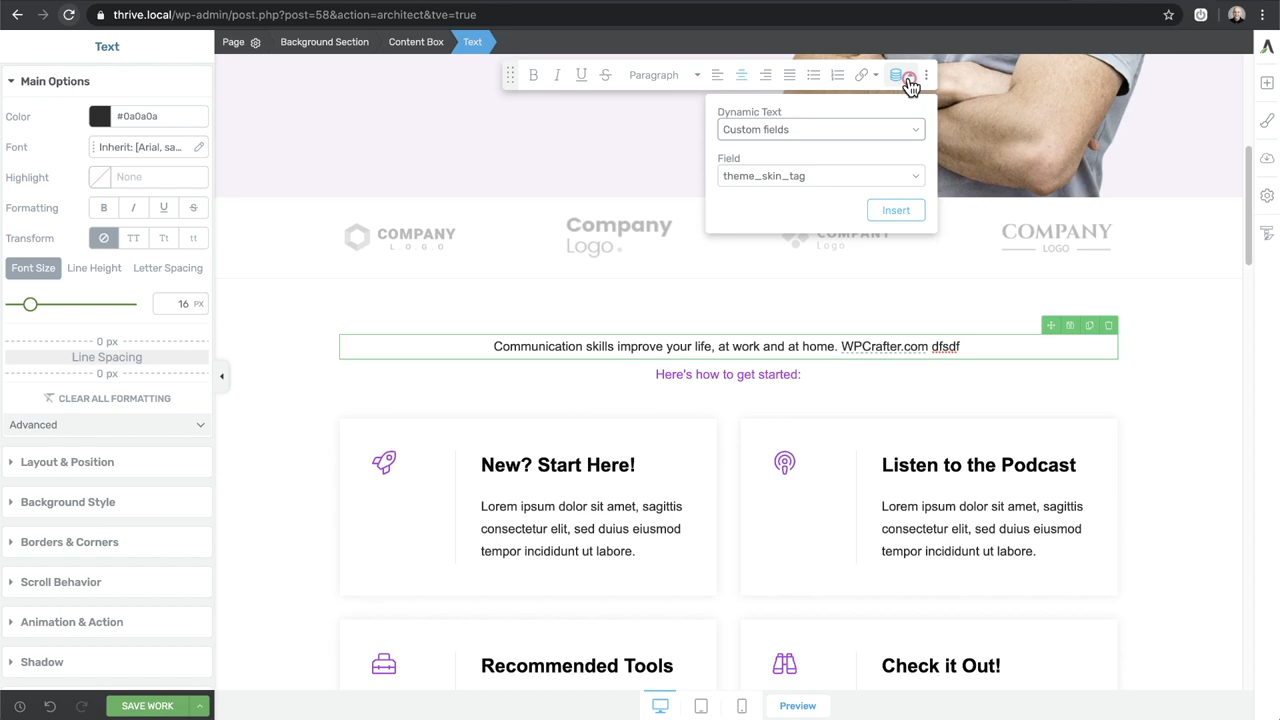 thrive.local/wp-admin/post.php?post=58&action=architect&tve=true
Text
Page
Background Section
Content Box
Text
Main Options
Color
#0a0a0a
Font
Inherit: [Arial, sa...
Highlight
None
Formatting
B I U S
Transform
TT Tt tt
Font Size
Line Height
Letter Spacing
16 PX
0 px
Line Spacing
0 px
CLEAR ALL FORMATTING
Advanced
Layout & Position
Background Style
Borders & Corners
Scroll Behavior
Animation & Action
Shadow
SAVE WORK
B I U S
Paragraph
Dynamic Text
Custom fields
Field
theme_skin_tag
Insert
COMPANY
L.O.G.O
Company
Logo
COMPANY
Logo
COMPANY
LOGO
Communication skills improve your life, at work and at home. WPCrafter.com dfsdf
Here's how to get started:
New? Start Here!
Lorem ipsum dolor sit amet, sagittis
consectetur elit, sed duius eiusmod
tempor incididunt ut labore.
Listen to the Podcast
Lorem ipsum dolor sit amet, sagittis
consectetur elit, sed duius eiusmod
tempor incididunt ut labore.
Recommended Tools
Check it Out!
Preview